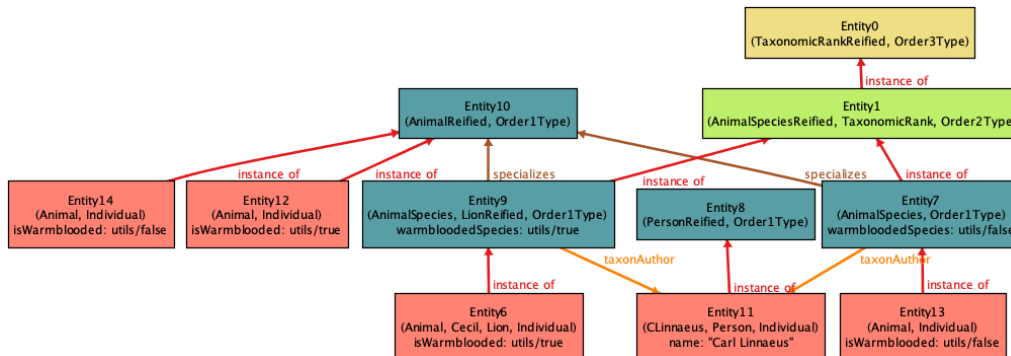 Entity0
(TaxonomicRankReified, Order3Type)
instance of
Entity10
(AnimalReified, Order1Type)
Entity1
(AnimalSpeciesReified, TaxonomicRank, Order2Type)
instance of
instance of
specializes
instance of
specializes
instance of
Entity14
(Animal, Individual)
isWarmblooded: utils/false
Entity12
(Animal, Individual)
isWarmblooded: utils/true
Entity9
(AnimalSpecies, LionReified, Order1Type)
warmbloodedSpecies: utils/true
Entity8
(PersonReified, Order1Type)
Entity7
(AnimalSpecies, Order1Type)
warmbloodedSpecies: utils/false
taxonAuthor
taxonAuthor
instance of
instance of
instance of
Entity6
(Animal, Cecil, Lion, Individual)
isWarmblooded: utils/true
Entity11
(CLinnaeus, Person, Individual)
name: "Carl Linnaeus"
Entity13
(Animal, Individual)
isWarmblooded: utils/false